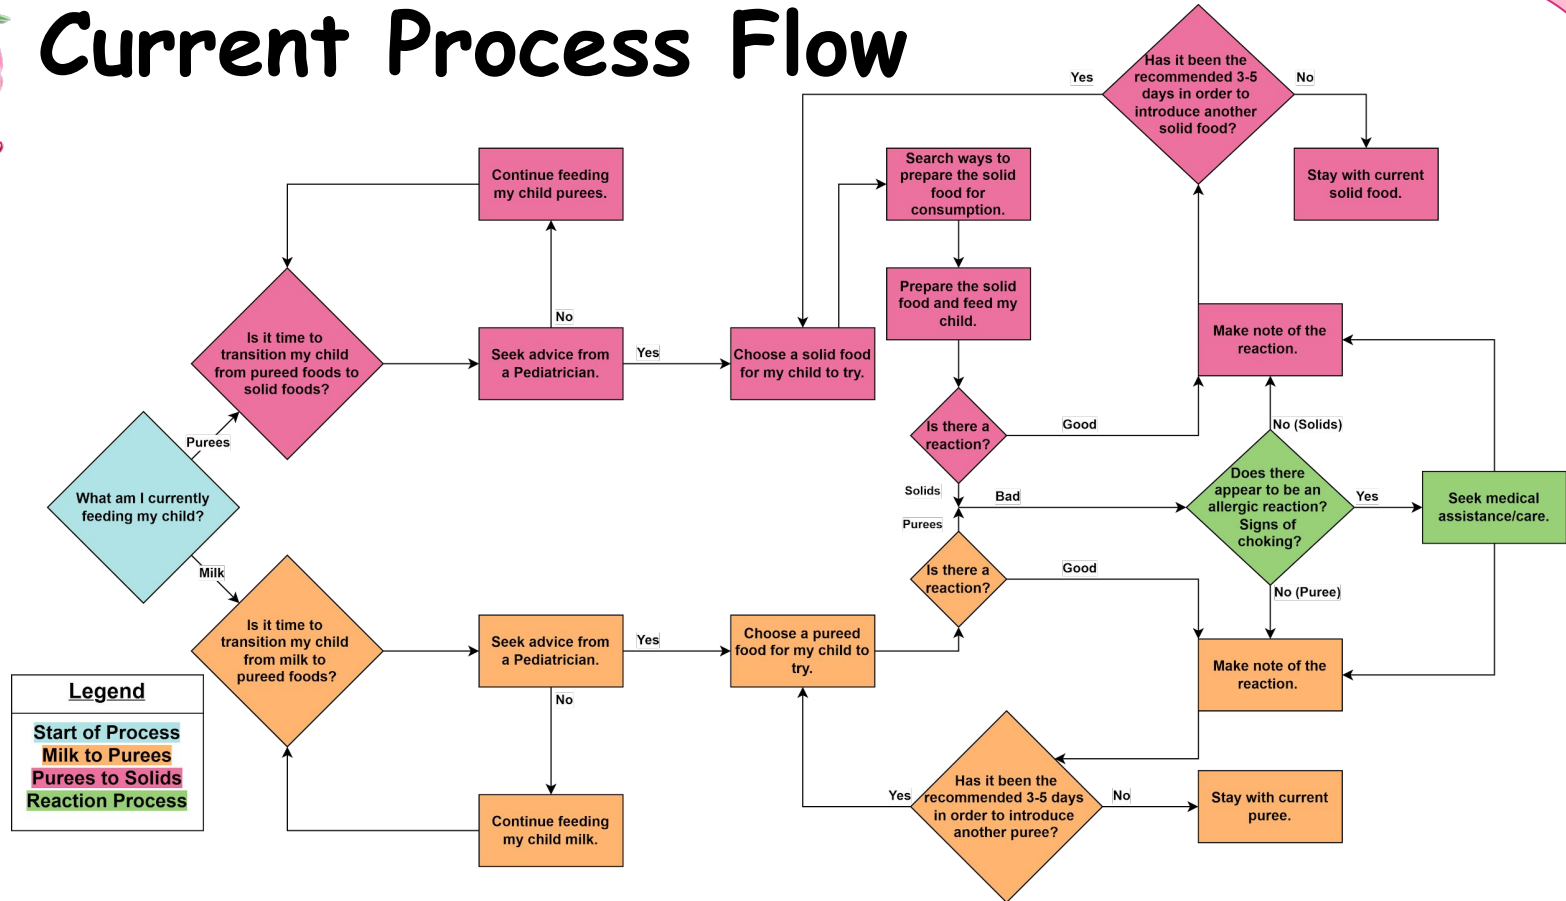 Current Process Flow
Has it been the
recommended 3-5
days in order to
introduce another
solid food?
Yes
No
Continue feeding
my child purees.
Search ways to
prepare the solid
food for
consumption.
Stay with current
solid food.
Prepare the solid
food and feed my
child.
No
Is it time to
transition my child
from pureed foods to
solid foods?
Seek advice from
a Pediatrician.
Yes
Choose a solid food
for my child to try.
Make note of the
reaction.
Is there a
reaction?
Good
No (Solids)
Purees
What am I currently
feeding my child?
Milk
Solids
Bad
Purees
Does there
appear to be an
allergic reaction?
Signs of
choking?
Yes
Seek medical
assistance/care.
Is there a
reaction?
Good
No (Puree)
Is it time to
transition my child
from milk to
pureed foods?
Seek advice from
a Pediatrician.
Yes
Choose a pureed
food for my child to
try.
Make note of the
reaction.
No
Legend
Start of Process
Milk to Purees
Purees to Solids
Reaction Process
Continue feeding
my child milk.
Yes
Has it been the
recommended 3-5 days
in order to introduce
another puree?
No
Stay with current
puree.